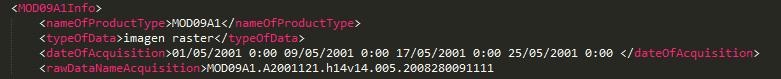 <MOD09A1Info>
<nameOfProductType>MOD09A1</nameOfProductType>
<typeOfData>imagen raster</typeOfData>
<dateOfAcquisition>01/05/2001 0:00 09/05/2001 0:00 17/05/2001 0:00 25/05/2001 0:00 </dateOfAcquisition>
<rawDataNameAcquisition>MOD09A1.A2001121.h14v14.005.2008280091111